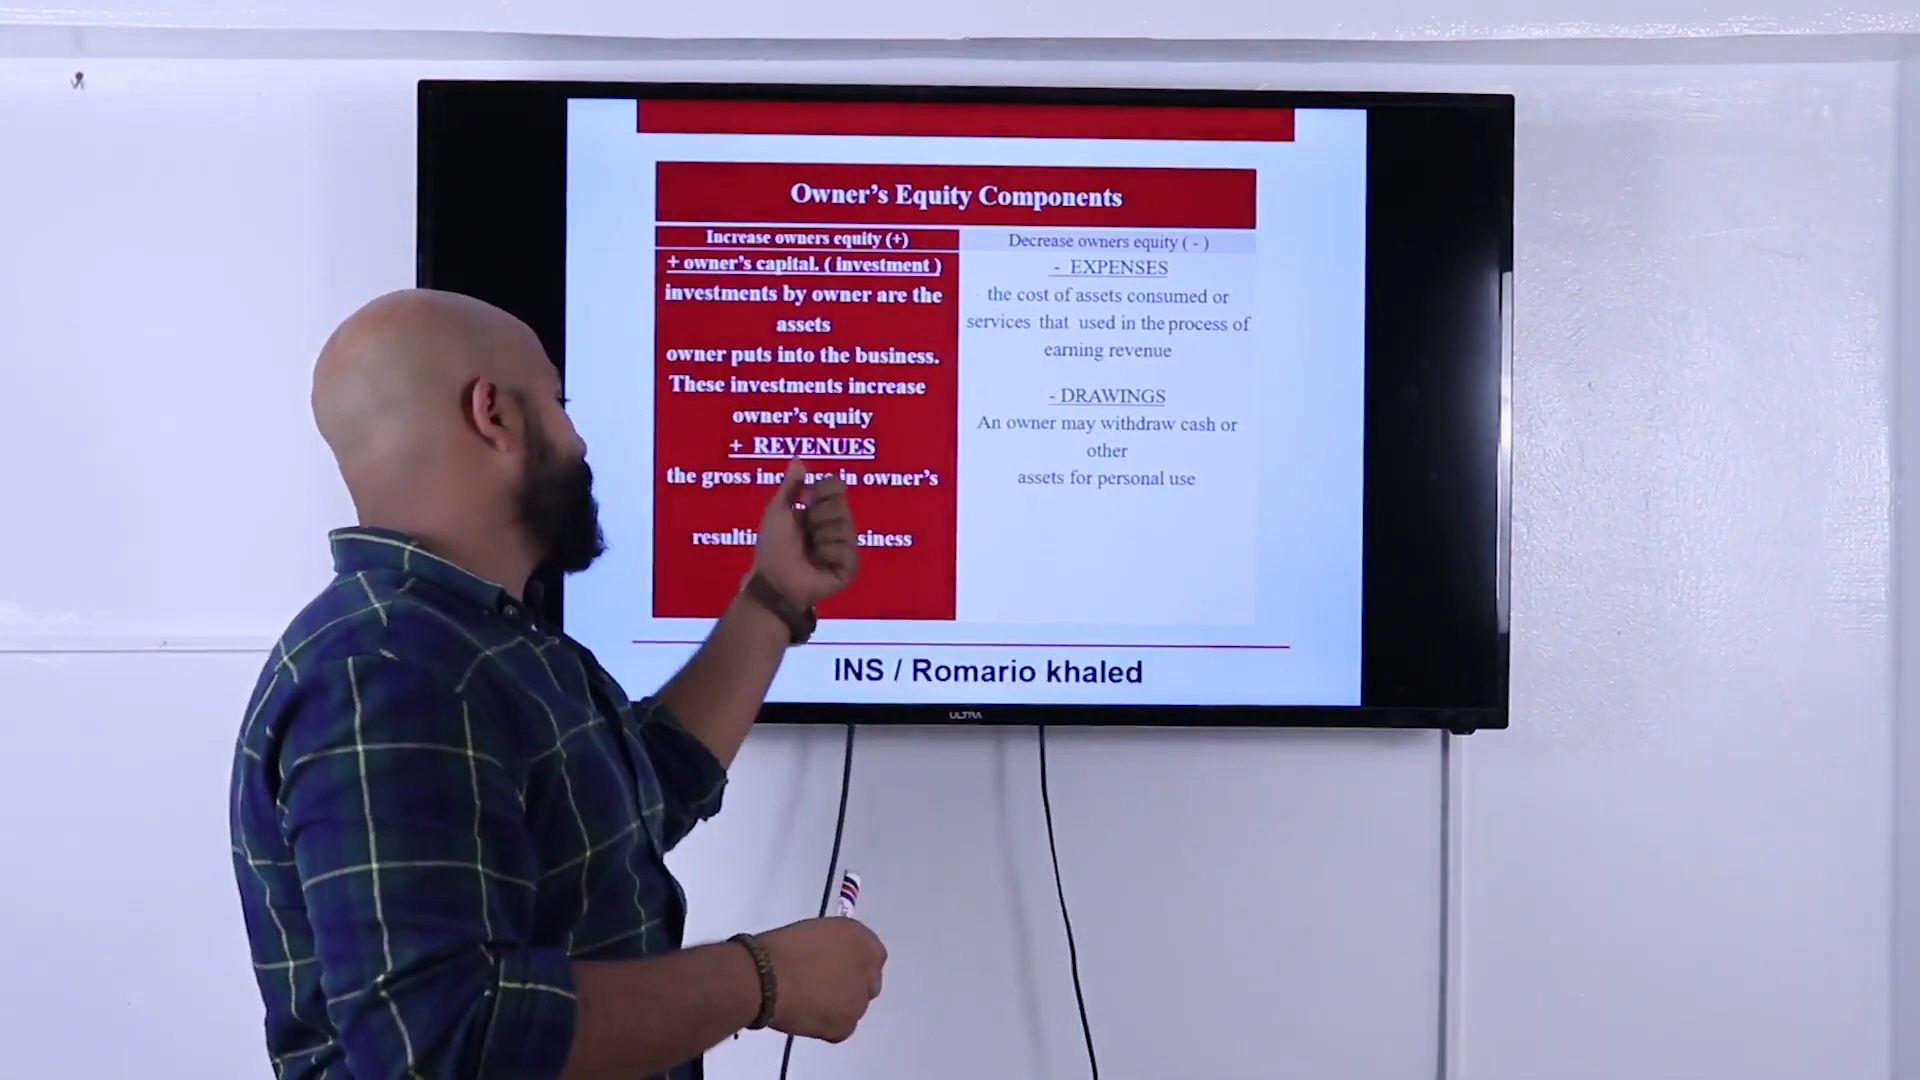 Owner’s Equity Components
Increase owners equity (+)
+ owner’s capital. ( investment )
investments by owner are the
assets
owner puts into the business.
These investments increase
owner’s equity
+ REVENUES
the gross increase in owner’s
business
Decrease owners equity ( - )
- EXPENSES
the cost of assets consumed or
services that used in the process of
earning revenue
- DRAWINGS
An owner may withdraw cash or
other
assets for personal use
INS / Romario khaled
ULTRA